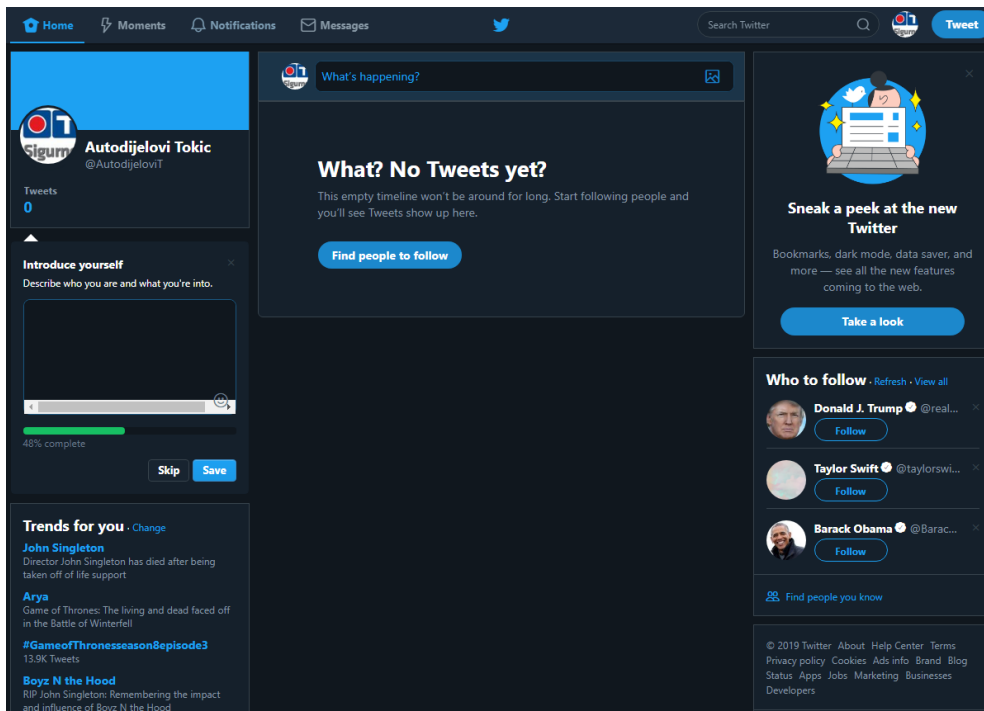 Home
Moments
Notifications
Messages
Search Twitter
Tweet
Sigurn
Autodijelovi Tokic
@AutodijeloviT
Tweets
0
Introduce yourself
Describe who you are and what you're into.
48% complete
Skip
Save
Trends for you · Change
John Singleton
Director John Singleton has died after being
taken off of life support
Arya
Game of Thrones: The living and dead faced off
in the Battle of Winterfell
#GameofThronesseason8episode3
13.9K Tweets
Boyz N the Hood
RIP John Singleton: Remembering the impact
and influence of Boyz N the Hood
Sigurn
What's happening?
What? No Tweets yet?
This empty timeline won't be around for long. Start following people and
you'll see Tweets show up here.
Find people to follow
Sneak a peek at the new
Twitter
Bookmarks, dark mode, data saver, and
more — see all the new features
coming to the web.
Take a look
Who to follow · Refresh · View all
Donald J. Trump @real...
Follow
Taylor Swift @taylorswi...
Follow
Barack Obama @Barac...
Follow
Find people you know
© 2019 Twitter About Help Center Terms
Privacy policy Cookies Ads info Brand Blog
Status Apps Jobs Marketing Businesses
Developers